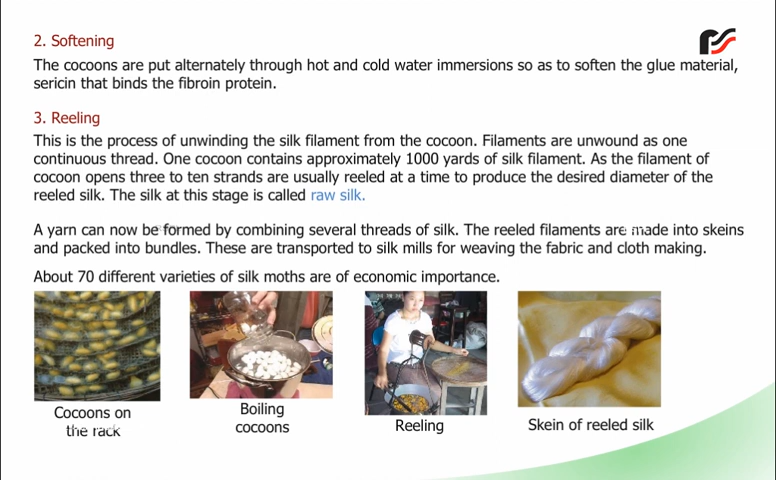 2. Softening
The cocoons are put alternately through hot and cold water immersions so as to soften the glue material,
sericin that binds the fibroin protein.
3. Reeling
This is the process of unwinding the silk filament from the cocoon. Filaments are unwound as one
continuous thread. One cocoon contains approximately 1000 yards of silk filament. As the filament of
cocoon opens three to ten strands are usually reeled at a time to produce the desired diameter of the
reeled silk. The silk at this stage is called raw silk.
A yarn can now be formed by combining several threads of silk. The reeled filaments are made into skeins
and packed into bundles. These are transported to silk mills for weaving the fabric and cloth making.
About 70 different varieties of silk moths are of economic importance.
Cocoons on
the rack
Boiling
cocoons
Reeling
Skein of reeled silk